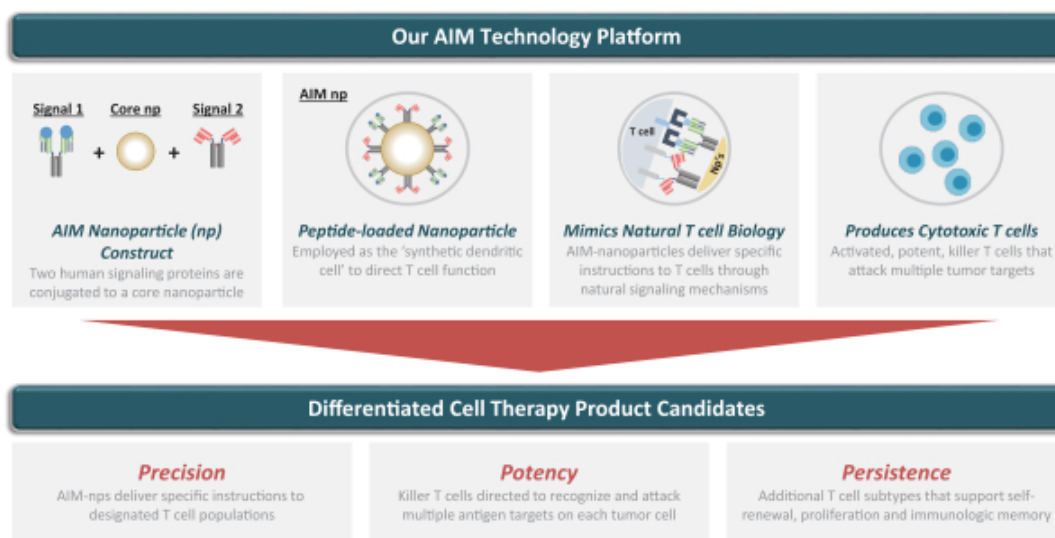 Our AIM Technology Platform
Signal 1
Core np
Signal 2
+
+
AIM Nanoparticle (np)
Construct
Two human signaling proteins are
conjugated to a core nanoparticle
AIM np
Peptide-loaded Nanoparticle
Employed as the ‘synthetic dendritic
cell’ to direct T cell function
T cell
Np's
Mimics Natural T cell Biology
AIM-nanoparticles deliver specific
instructions to T cells through
natural signaling mechanisms
Produces Cytotoxic T cells
Activated, potent, killer T cells that
attack multiple tumor targets
Differentiated Cell Therapy Product Candidates
Precision
AIM-nps deliver specific instructions to
designated T cell populations
Potency
Killer T cells directed to recognize and attack
multiple antigen targets on each tumor cell
Persistence
Additional T cell subtypes that support self-
renewal, proliferation and immunologic memory